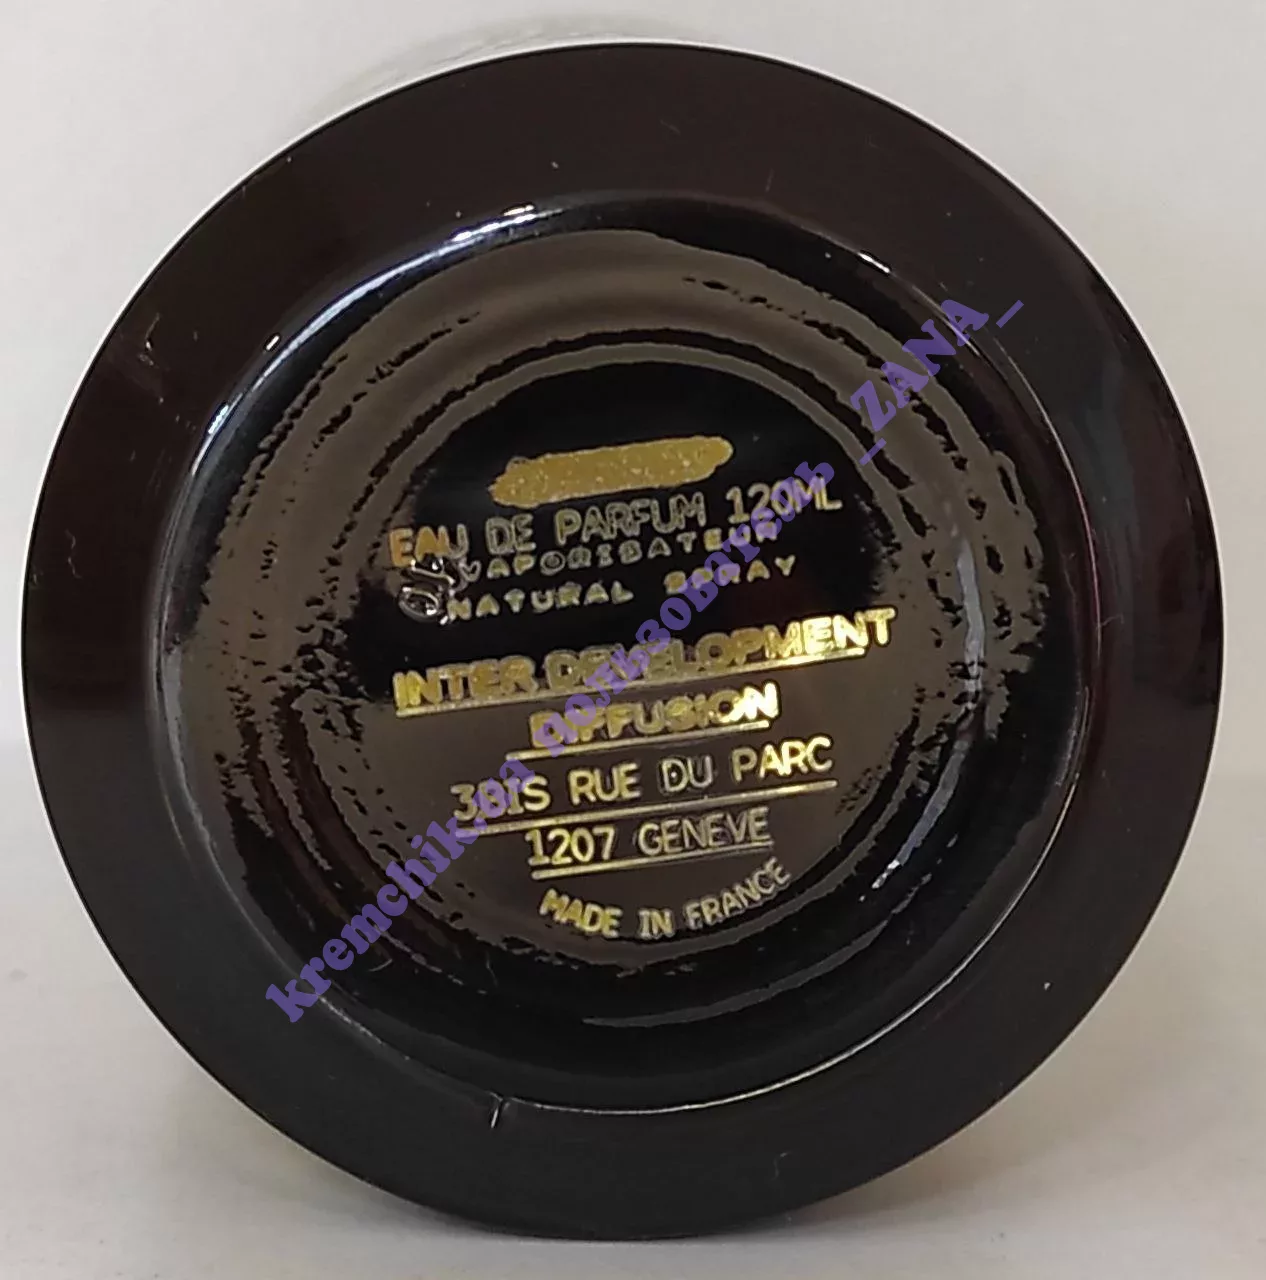 EAU DE PARFUM 120ML
VAPORISATEUR
NATURAL SPRAY
INTER DEVELOPMENT
DIFFUSION
3BIS RUE DU PARC
1207 GENEVE
MADE IN FRANCE
kremchik.ua пользователь _ZANA_